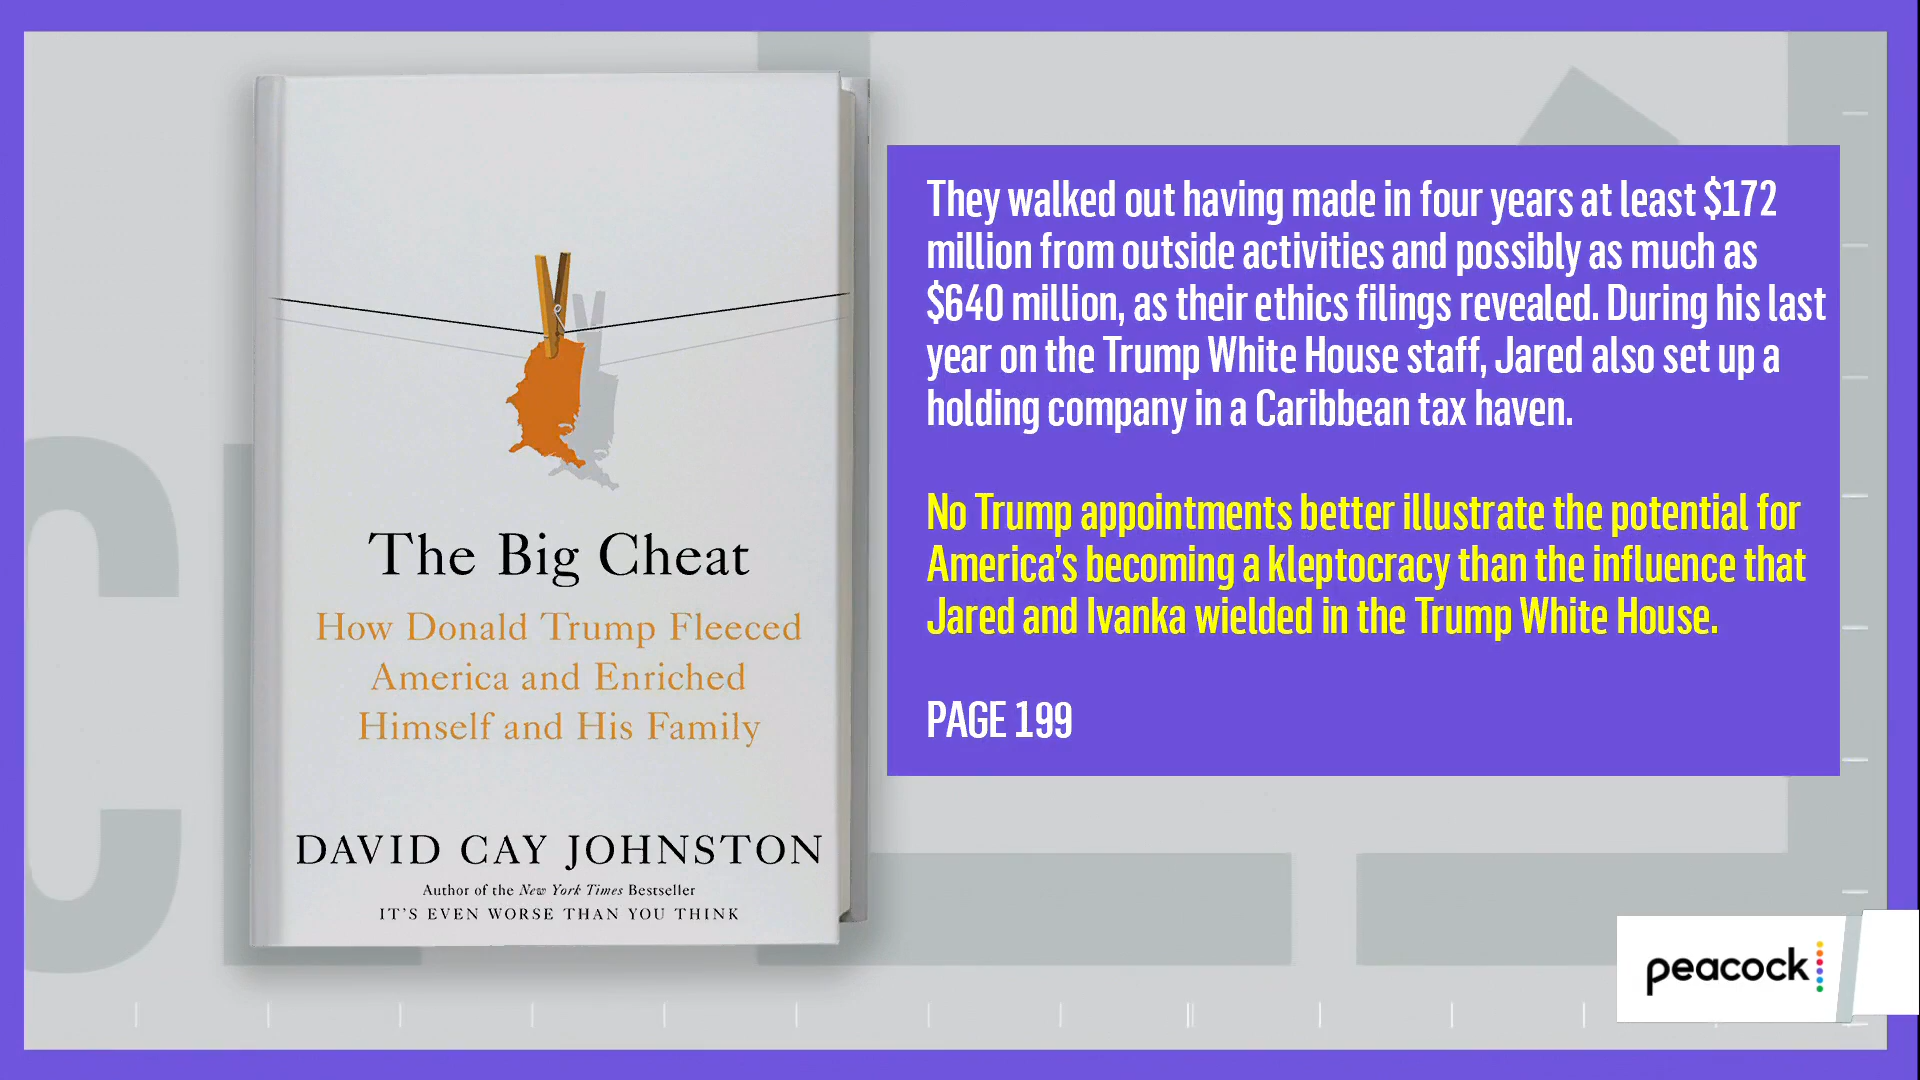 The Big Cheat
How Donald Trump Fleeced
America and Enriched
Himself and His Family
DAVID CAY JOHNSTON
Author of the New York Times Bestseller
IT'S EVEN WORSE THAN YOU THINK
They walked out having made in four years at least $172
million from outside activities and possibly as much as
$640 million, as their ethics filings revealed. During his last
year on the Trump White House staff, Jared also set up a
holding company in a Caribbean tax haven.
No Trump appointments better illustrate the potential for
America's becoming a kleptocracy than the influence that
Jared and Ivanka wielded in the Trump White House.
PAGE 199
peacock